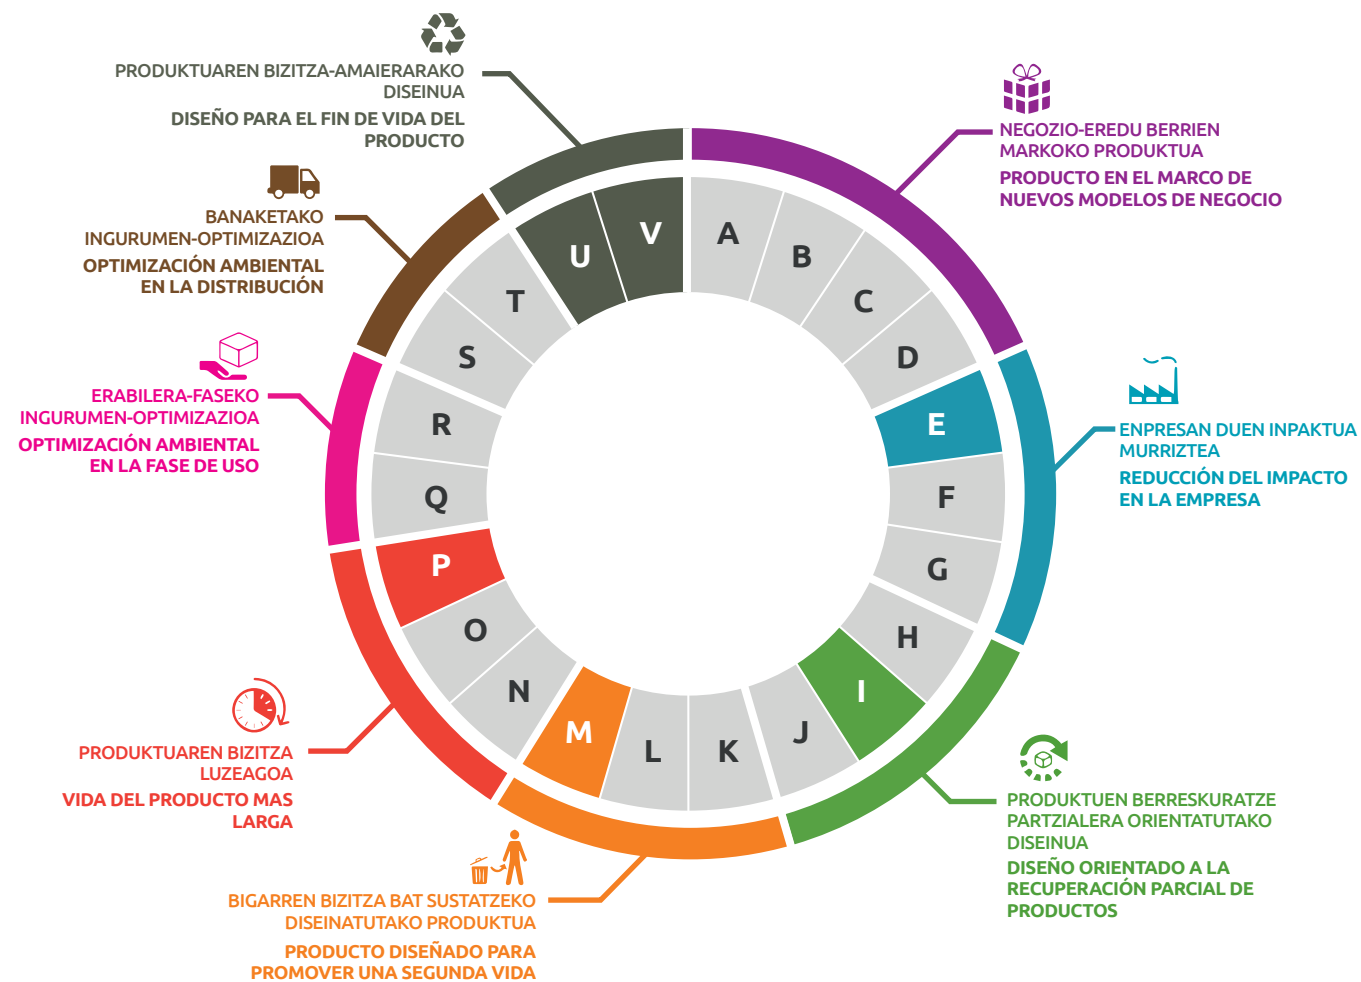 PRODUKTUAREN BIZITZA-AMAIERARAKO
DISEINUA
DISEÑO PARA EL FIN DE VIDA DEL
PRODUCTO
NEGOZIO-EREDU BERRIEN
MARKOKO PRODUKTUA
PRODUCTO EN EL MARCO DE
NUEVOS MODELOS DE NEGOCIO
BANAKETAKO
INGURUMEN-OPTIMIZAZIOA
OPTIMIZACIÓN AMBIENTAL
EN LA DISTRIBUCIÓN
ERABILERA-FASEKO
INGURUMEN-OPTIMIZAZIOA
OPTIMIZACIÓN AMBIENTAL
EN LA FASE DE USO
ENPRESAN DUEN INPAKTUA
MURRIZTEA
REDUCCIÓN DEL IMPACTO
EN LA EMPRESA
PRODUKTUAREN BIZITZA
LUZEAGOA
VIDA DEL PRODUCTO MAS
LARGA
PRODUKTUEN BERRESKURATZE
PARTZIALERA ORIENTATUTAKO
DISEINUA
DISEÑO ORIENTADO A LA
RECUPERACIÓN PARCIAL DE
PRODUCTOS
BIGARREN BIZITZA BAT SUSTATZEKO
DISEINATUTAKO PRODUKTUA
PRODUCTO DISEÑADO PARA
PROMOVER UNA SEGUNDA VIDA
A
B
C
D
E
F
G
H
I
J
K
L
M
N
O
P
Q
R
S
T
U
V